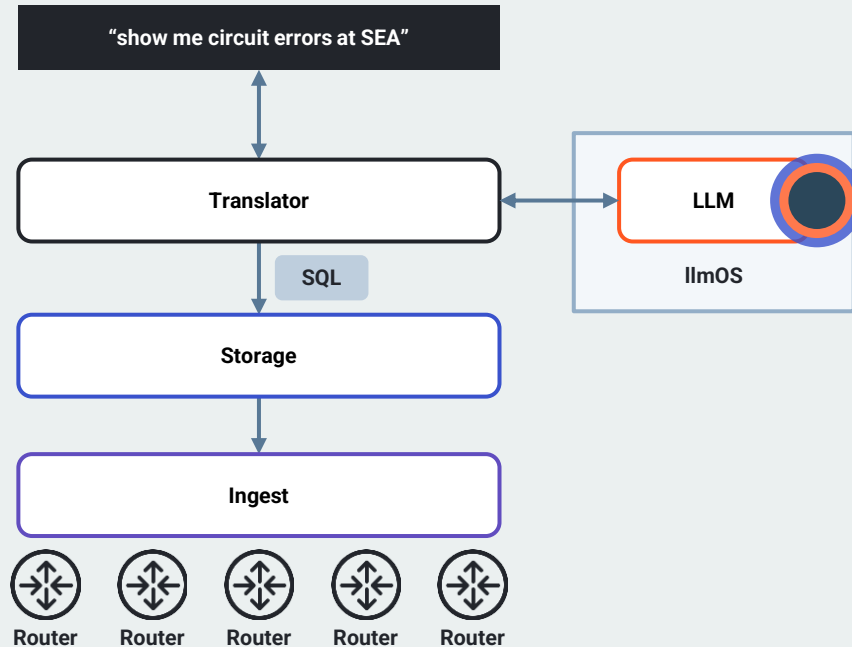 “show me circuit errors at SEA”
Translator
LLM
llmOS
SQL
Storage
Ingest
Router
Router
Router
Router
Router